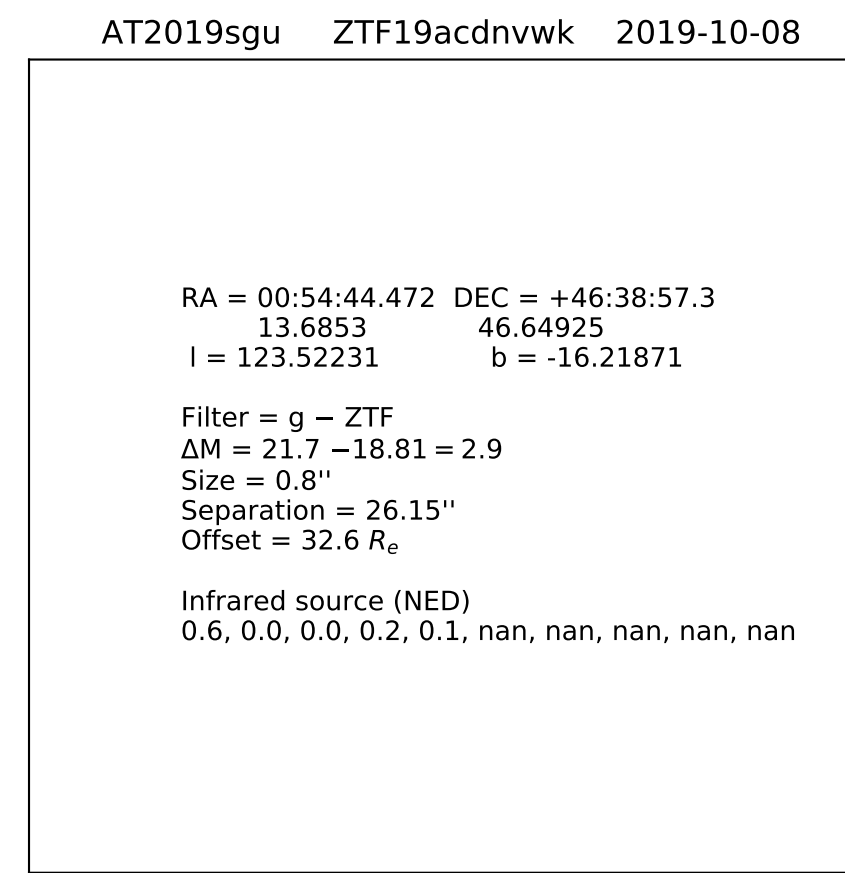 AT2019sgu ZTF19acdnvwk 2019-10-08
RA = 00:54:44.472 DEC = +46:38:57.3
13.6853 46.64925
l = 123.52231 b = -16.21871
Filter = g − ZTF
ΔM = 21.7 −18.81 = 2.9
Size = 0.8''
Separation = 26.15''
Offset = 32.6 Re
Infrared source (NED)
0.6, 0.0, 0.0, 0.2, 0.1, nan, nan, nan, nan, nan